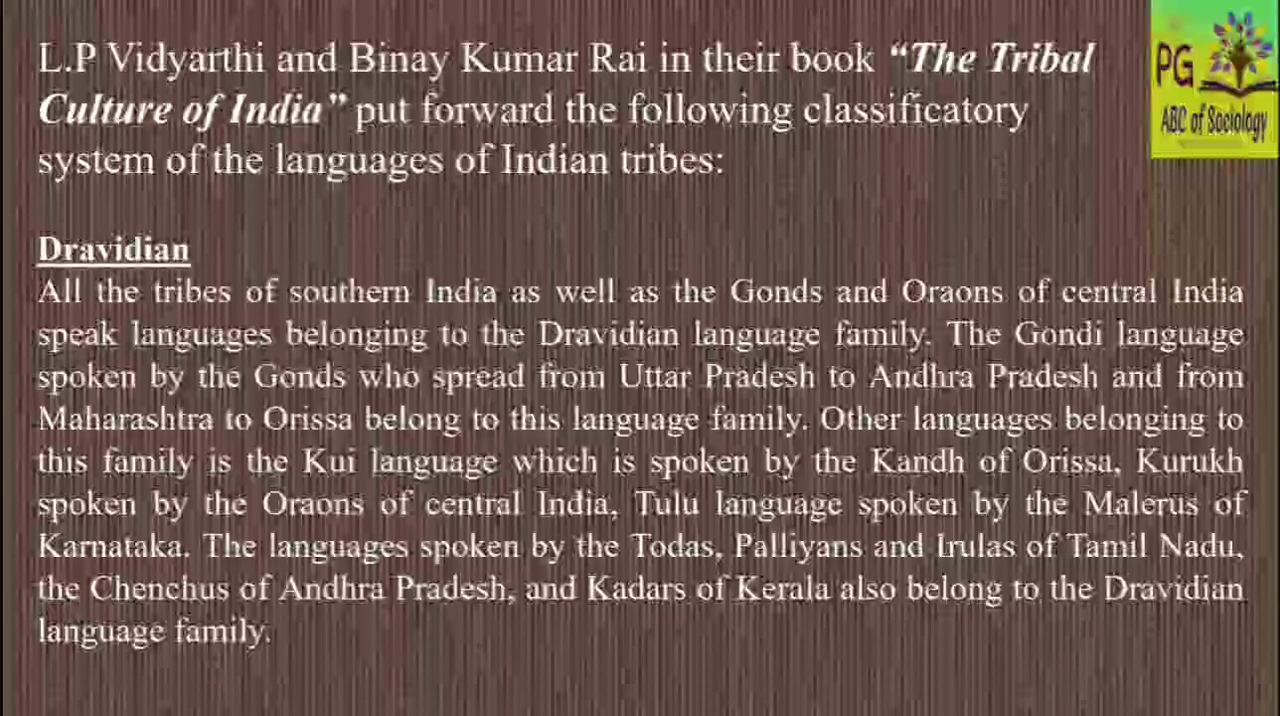 L.P Vidyarthi and Binay Kumar Rai in their book “The Tribal
Culture of India” put forward the following classificatory
system of the languages of Indian tribes:
PG
ABC of Sociology
Dravidian
All the tribes of southern India as well as the Gonds and Oraons of central India
speak languages belonging to the Dravidian language family. The Gondi language
spoken by the Gonds who spread from Uttar Pradesh to Andhra Pradesh and from
Maharashtra to Orissa belong to this language family. Other languages belonging to
this family is the Kui language which is spoken by the Kandh of Orissa, Kurukh
spoken by the Oraons of central India, Tulu language spoken by the Malerus of
Karnataka. The languages spoken by the Todas, Palliyans and Irulas of Tamil Nadu,
the Chenchus of Andhra Pradesh, and Kadars of Kerala also belong to the Dravidian
language family.